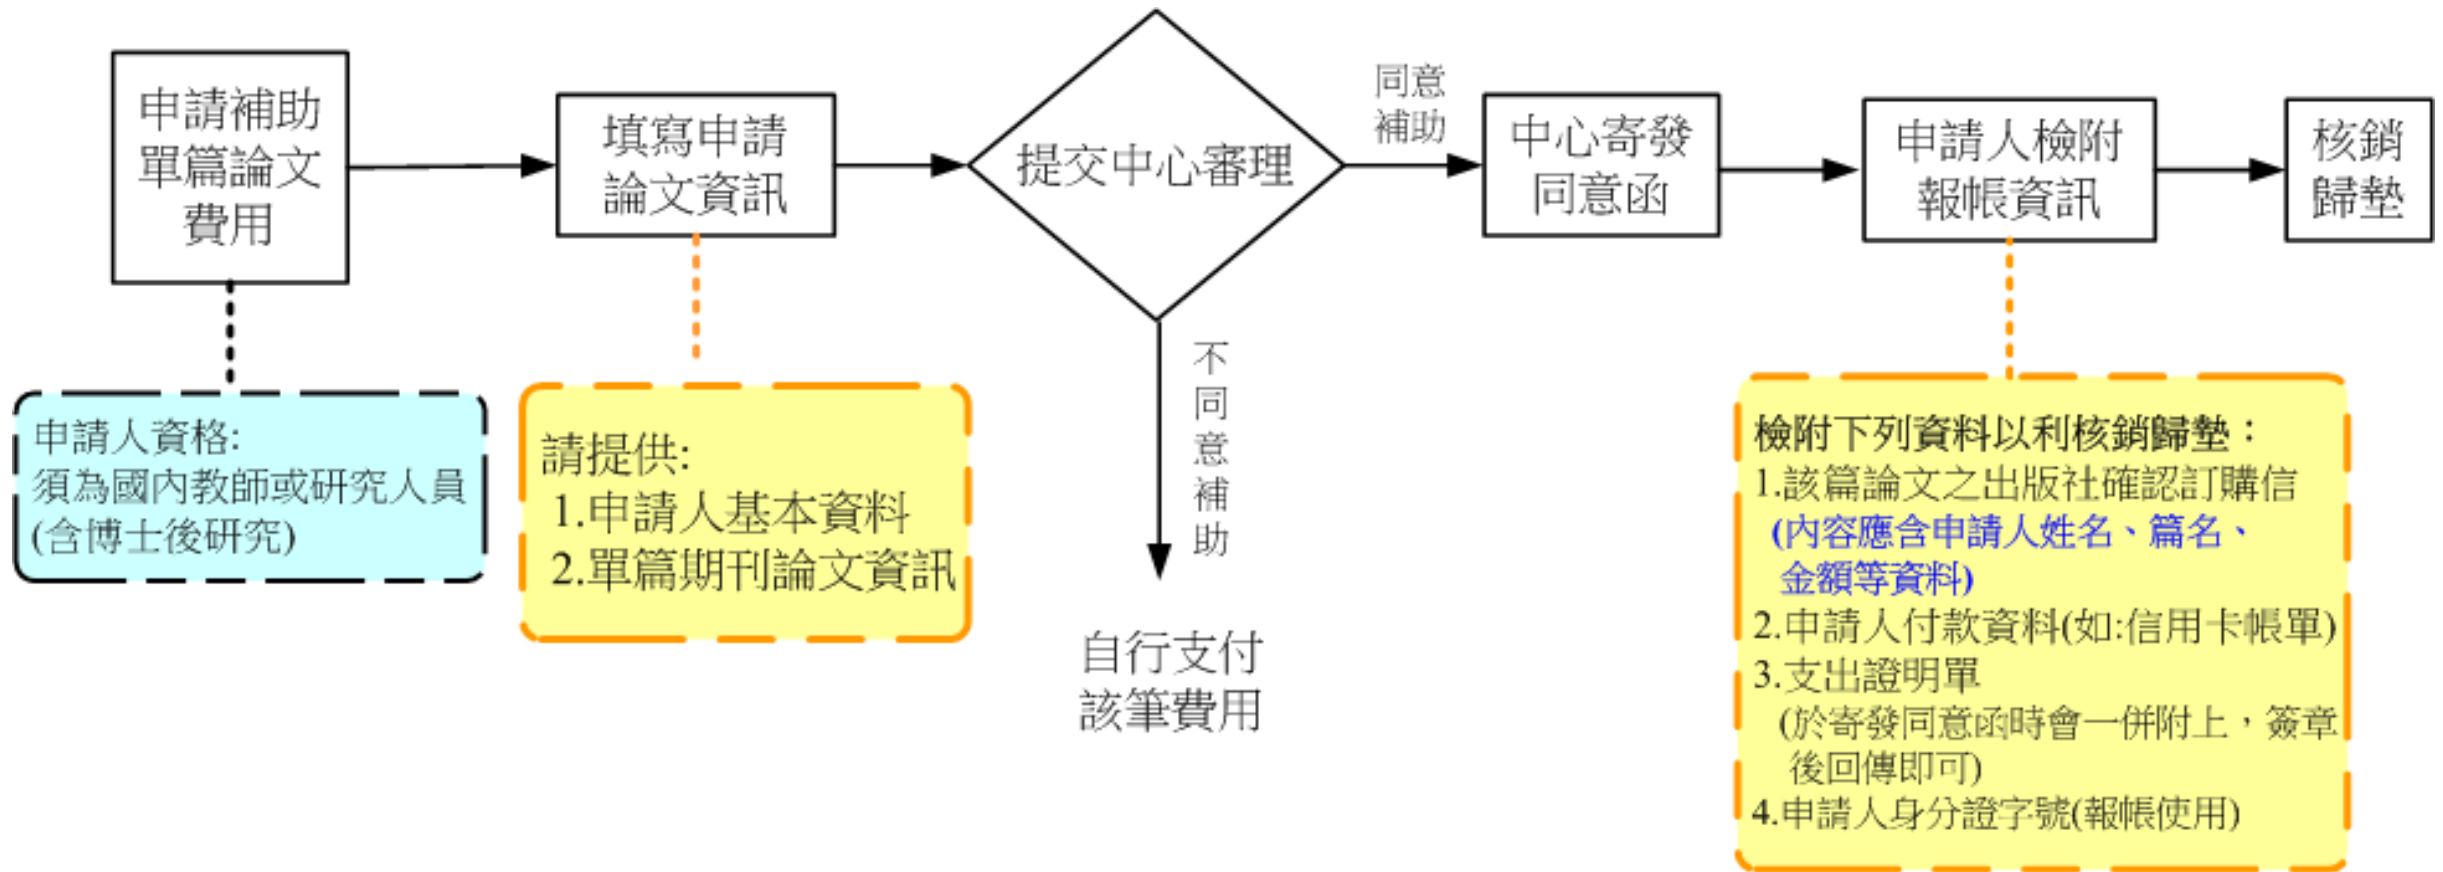 申請補助
單篇論文
費用
填寫申請
論文資訊
提交中心審理
同意
補助
中心寄發
同意函
申請人檢附
報帳資訊
核銷
歸墊
不
同
意
補
助
自行支付
該筆費用
申請人資格:
須為國內教師或研究人員
(含博士後研究)
請提供:
1.申請人基本資料
2.單篇期刊論文資訊
檢附下列資料以利核銷歸墊：
1.該篇論文之出版社確認訂購信
(內容應含申請人姓名、篇名、
金額等資料)
2.申請人付款資料(如:信用卡帳單)
3.支出證明單
(於寄發同意函時會一併附上，簽章
後回傳即可)
4.申請人身分證字號(報帳使用)